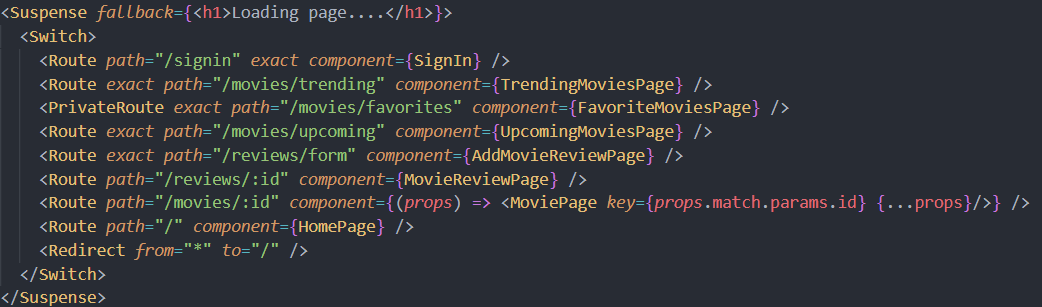 <Suspense fallback={<h1>Loading page....</h1>}>
  <Switch>
    <Route path="/signin" exact component={SignIn} />
    <Route exact path="/movies/trending" component={TrendingMoviesPage} />
    <PrivateRoute exact path="/movies/favorites" component={FavoriteMoviesPage} />
    <Route exact path="/movies/upcoming" component={UpcomingMoviesPage} />
    <Route exact path="/reviews/form" component={AddMovieReviewPage} />
    <Route path="/reviews/:id" component={MovieReviewPage} />
    <Route path="/movies/:id" component={(props) => <MoviePage key={props.match.params.id} {...props}/>} />
    <Route path="/" component={HomePage} />
    <Redirect from="*" to="/" />
  </Switch>
</Suspense>